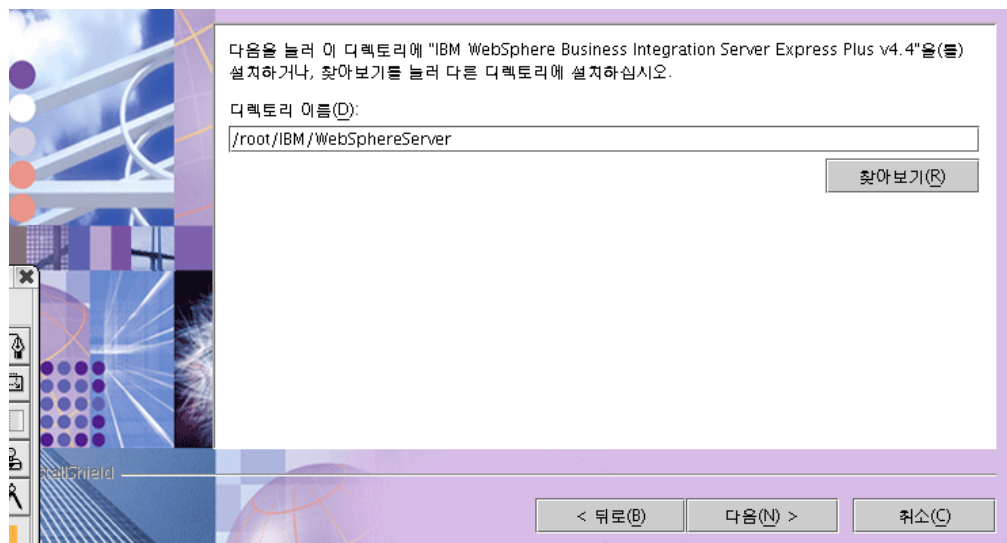 다음을 눌러 이 디렉토리에 "IBM WebSphere Business Integration Server Express Plus v4.4"을(를)
설치하거나, 찾아보기를 눌러 다른 디렉토리에 설치하십시오.
디렉토리 이름(D):
/root/IBM/WebSphereServer
찾아보기(R)
stallShield
< 뒤로(B)
다음(N) >
취소(C)